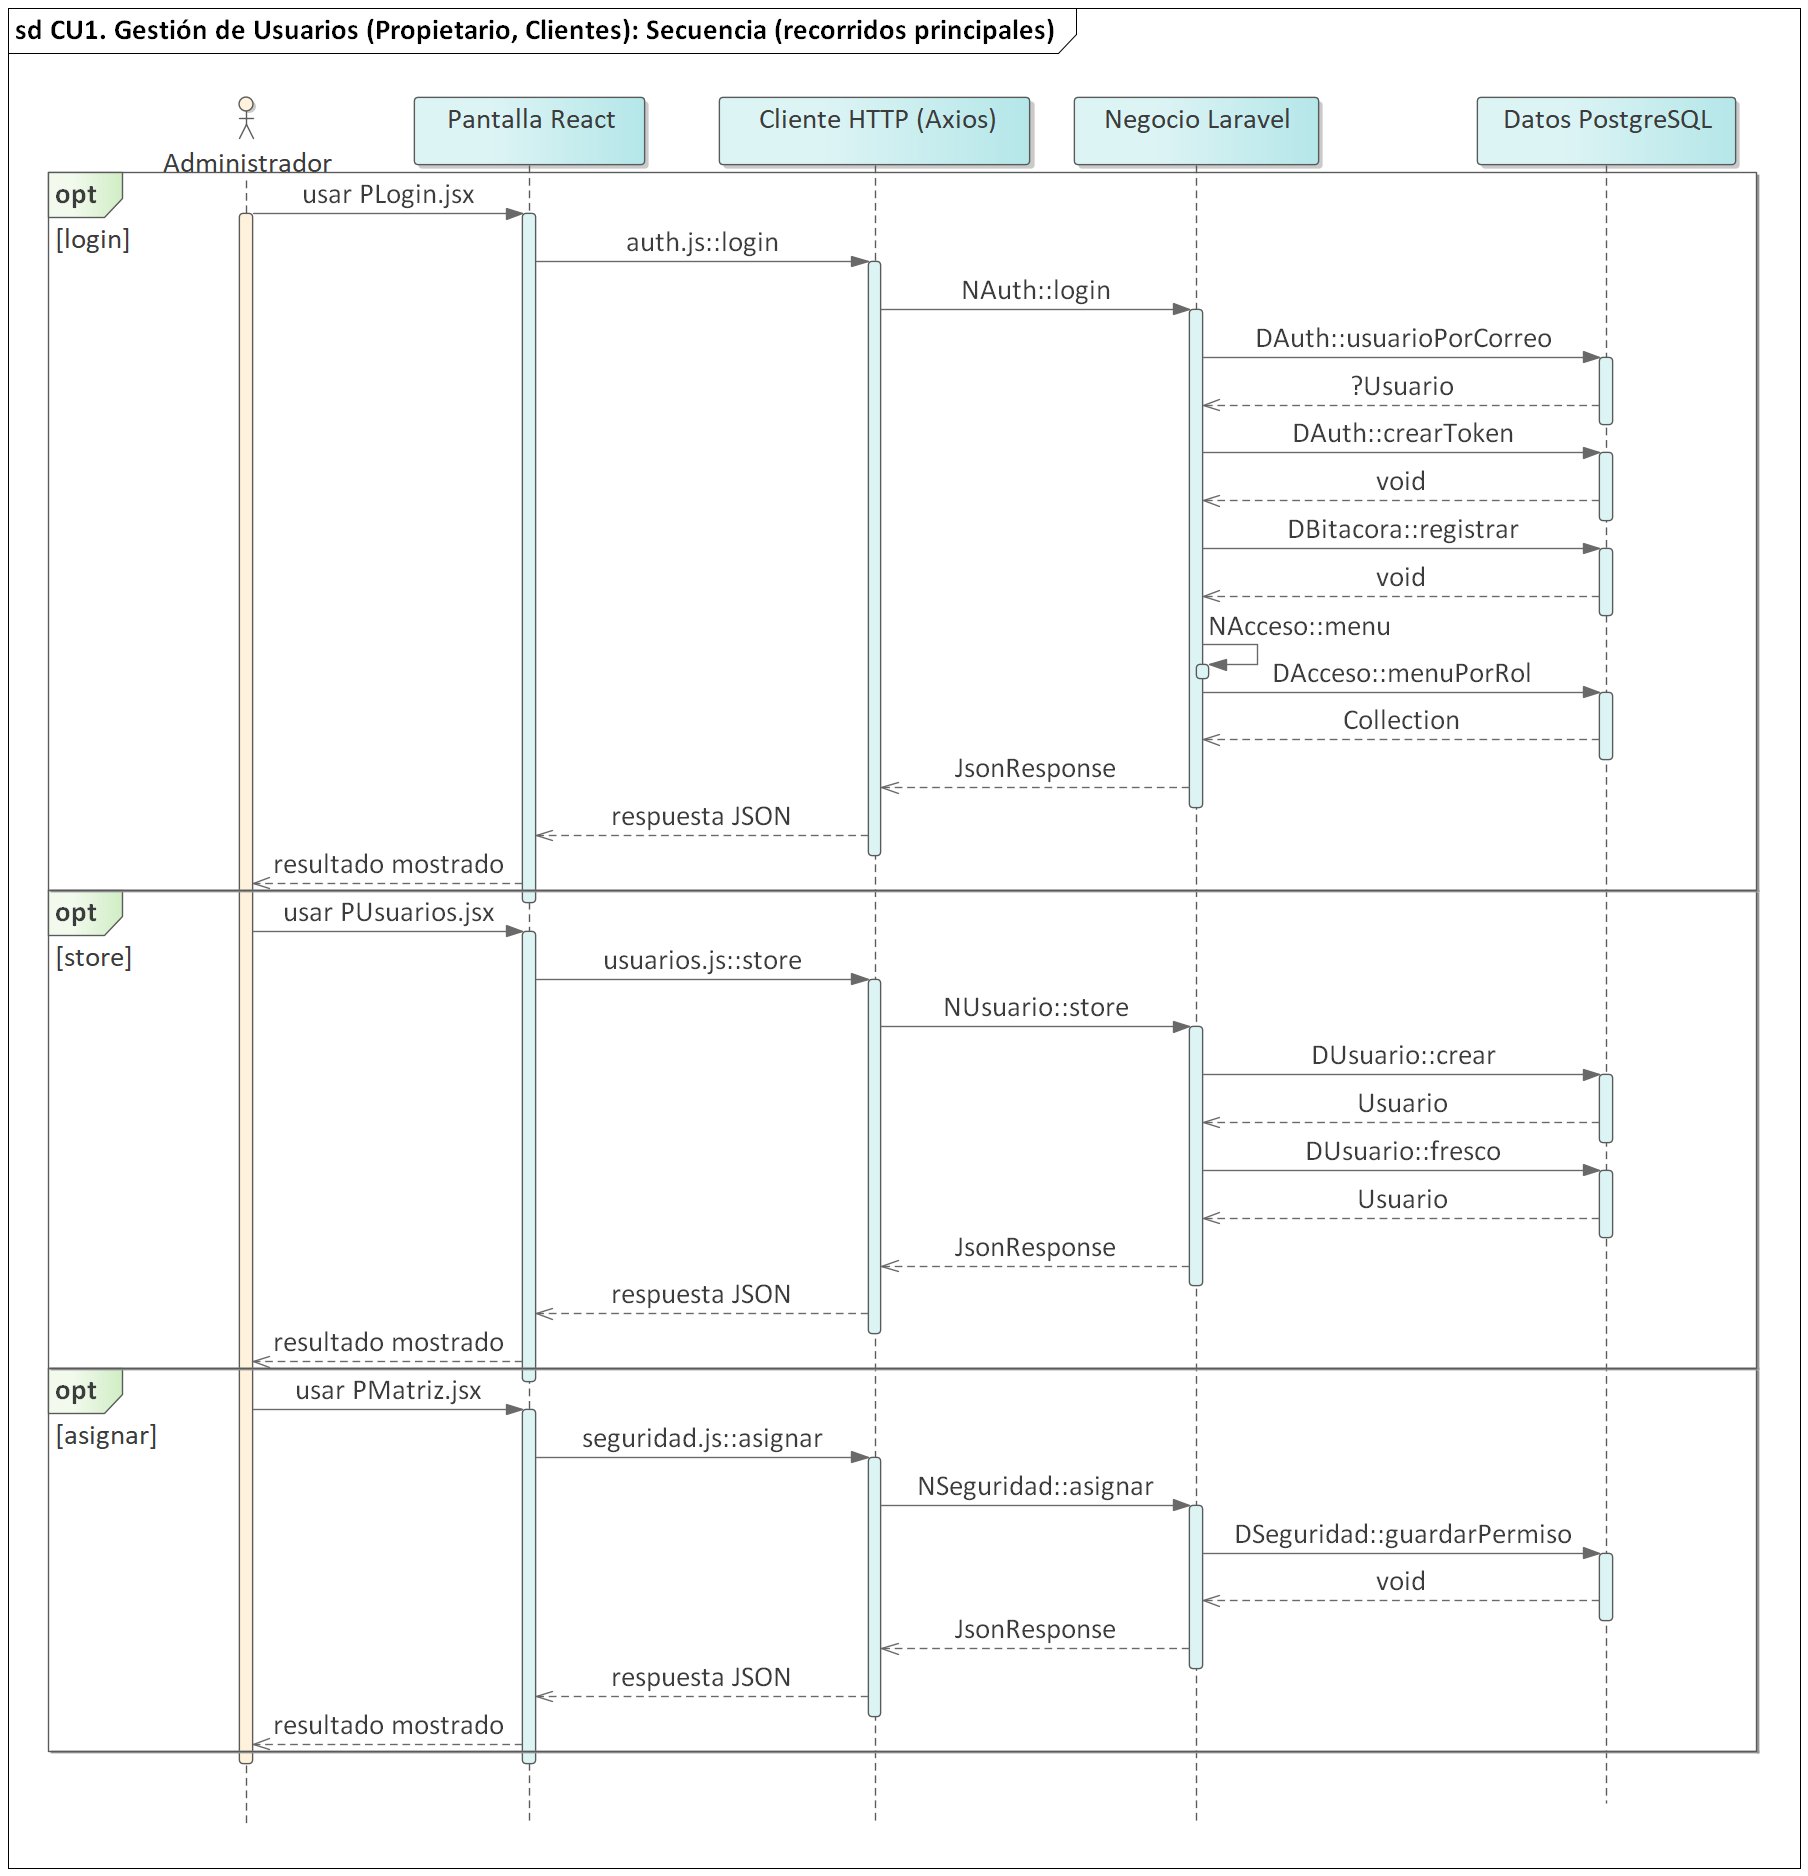 sd CU1. Gestión de Usuarios (Propietario, Clientes): Secuencia (recorridos principales)
Administrador
Pantalla React
Cliente HTTP (Axios)
Negocio Laravel
Datos PostgreSQL
opt
[login]
usar PLogin.jsx
auth.js::login
NAuth::login
DAuth::usuarioPorCorreo
?Usuario
DAuth::crearToken
void
DBitacora::registrar
void
NAcceso::menu
DAcceso::menuPorRol
Collection
JsonResponse
respuesta JSON
resultado mostrado
opt
[store]
usar PUsuarios.jsx
usuarios.js::store
NUsuario::store
DUsuario::crear
Usuario
DUsuario::fresco
Usuario
JsonResponse
respuesta JSON
resultado mostrado
opt
[asignar]
usar PMatriz.jsx
seguridad.js::asignar
NSeguridad::asignar
DSeguridad::guardarPermiso
void
JsonResponse
respuesta JSON
resultado mostrado